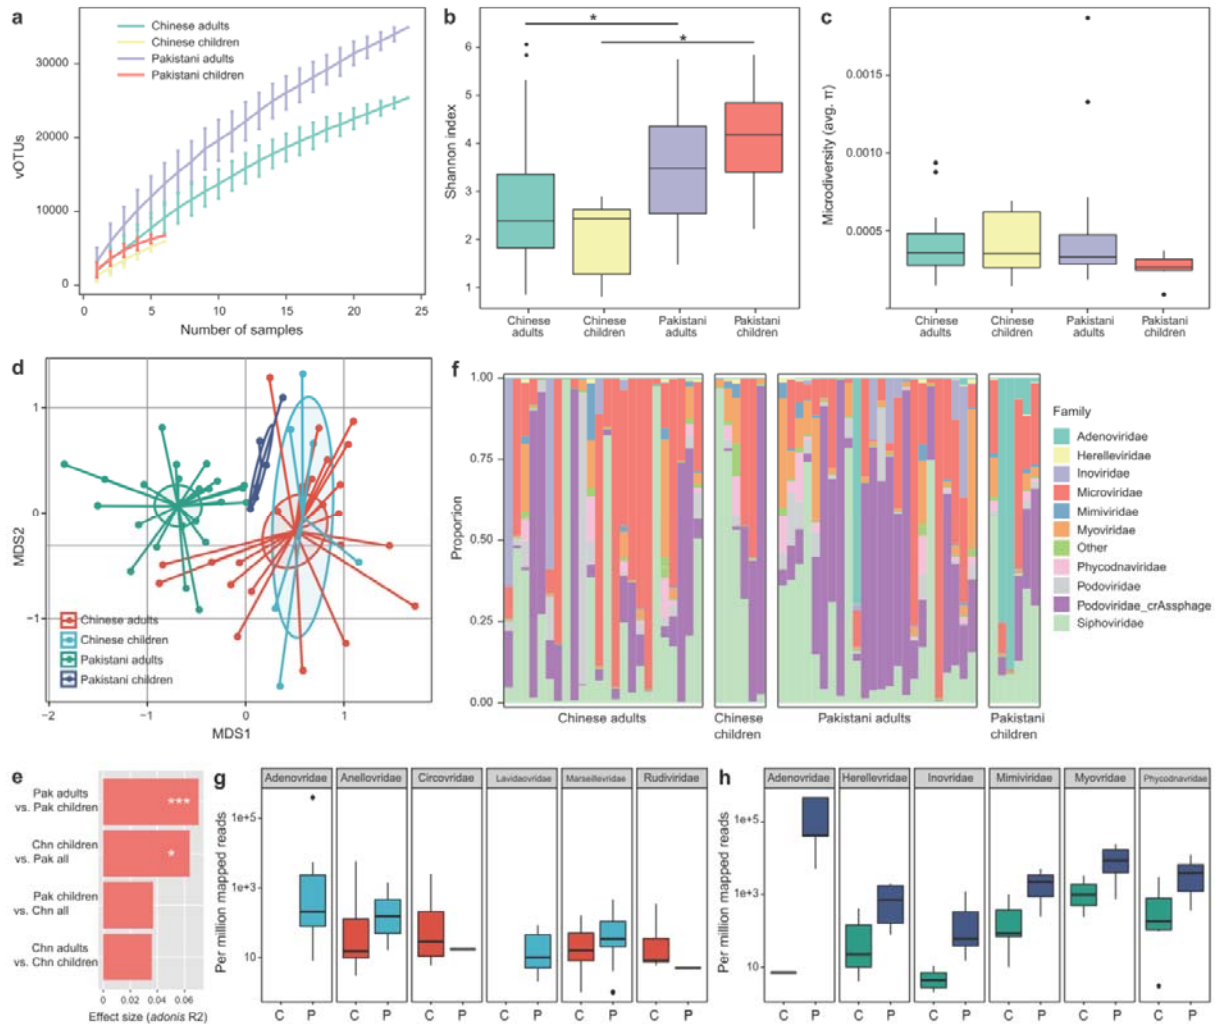 a
Chinese adults
Chinese children
Pakistani adults
Pakistani children
30000
20000
10000
0
vOTUs
0 5 10 15 20 25
Number of samples
b
*
*
6
5
4
3
2
1
Shannon index
Chinese adults
Chinese children
Pakistani adults
Pakistani children
c
0.0015
0.0010
0.0005
Microdiversity (avg. π)
Chinese adults
Chinese children
Pakistani adults
Pakistani children
d
1
0
−1
MDS2
Chinese adults
Chinese children
Pakistani adults
Pakistani children
−2 −1 0 1
MDS1
f
1.00
0.75
0.50
0.25
0.00
Proportion
Chinese adults
Chinese children
Pakistani adults
Pakistani children
Family
Adenoviridae
Herelleviridae
Inoviridae
Microviridae
Mimiviridae
Myoviridae
Other
Phycodnaviridae
Podoviridae
Podoviridae_crAssphage
Siphoviridae
e
Pak adults
vs. Pak children
***
Chn children
vs. Pak all
*
Pak children
vs. Chn all
Chn adults
vs. Chn children
0 0.02 0.04 0.06
Effect size (adonis R2)
g
Adenovridae Anellovridae Circovridae Lavidaovridae Marseillevridae Rudiviridae
1e+5
1e+3
10
Per million mapped reads
C P C P C P C P C P C P
h
Adenovridae Herellevridae Inovridae Mimiviridae Myovridae Phycodnavridae
1e+5
1e+3
10
Per million mapped reads
C P C P C P C P C P C P